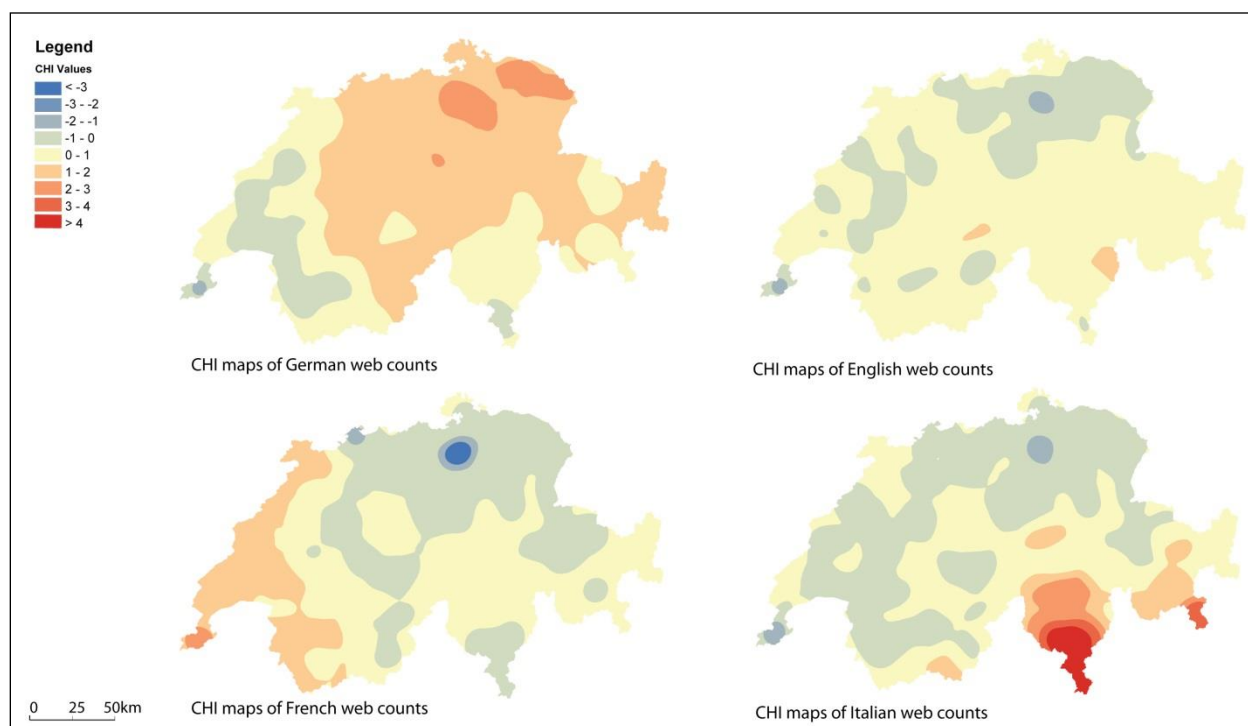 Legend
CHI Values
< -3
-3 - -2
-2 - -1
-1 - 0
0 - 1
1 - 2
2 - 3
3 - 4
> 4
CHI maps of German web counts
CHI maps of English web counts
CHI maps of French web counts
CHI maps of Italian web counts
0 25 50km